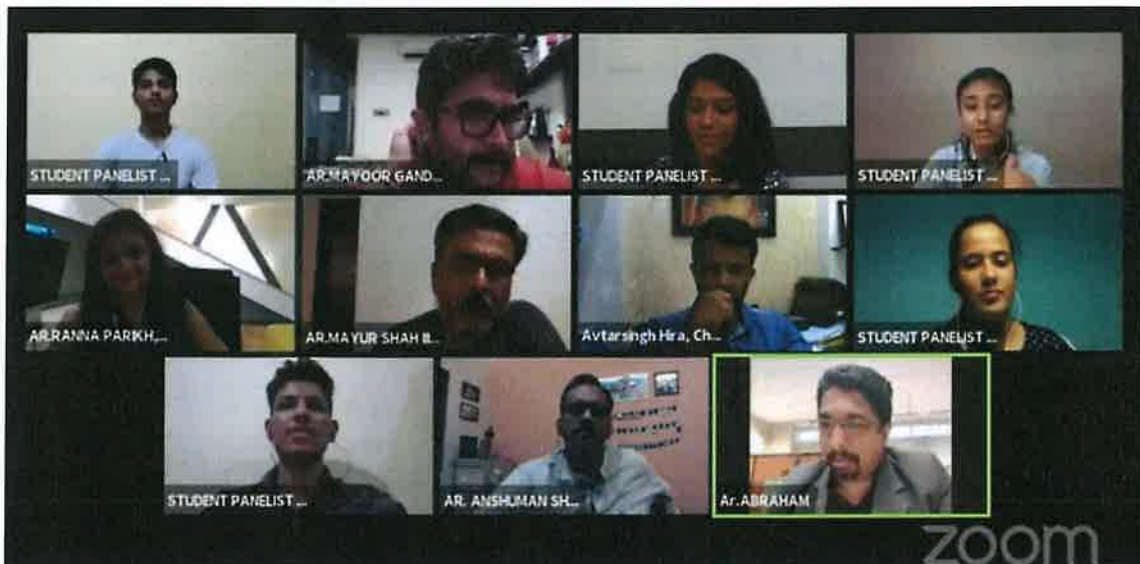 STUDENT PANELIST ...
AR.MAYOOR GAND...
STUDENT PANELIST ...
STUDENT PANELIST ...
AR.RANNA PARIKH,...
AR.MAYUR SHAH II...
Avtarsingh Hira, Ch...
STUDENT PANELIST ...
STUDENT PANELIST ...
AR. ANSHUMAN SH...
Ar.ABRAHAM
zoom